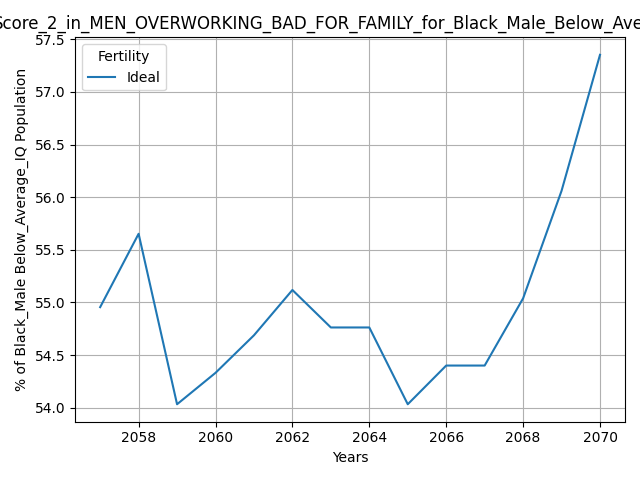 Score_2_in_MEN_OVERWORKING_BAD_FOR_FAMILY_for_Black_Male_Below_Ave
57.5
57.0
56.5
56.0
55.5
55.0
54.5
54.0
% of Black_Male Below_Average_IQ Population
Fertility
Ideal
2058 2060 2062 2064 2066 2068 2070
Years